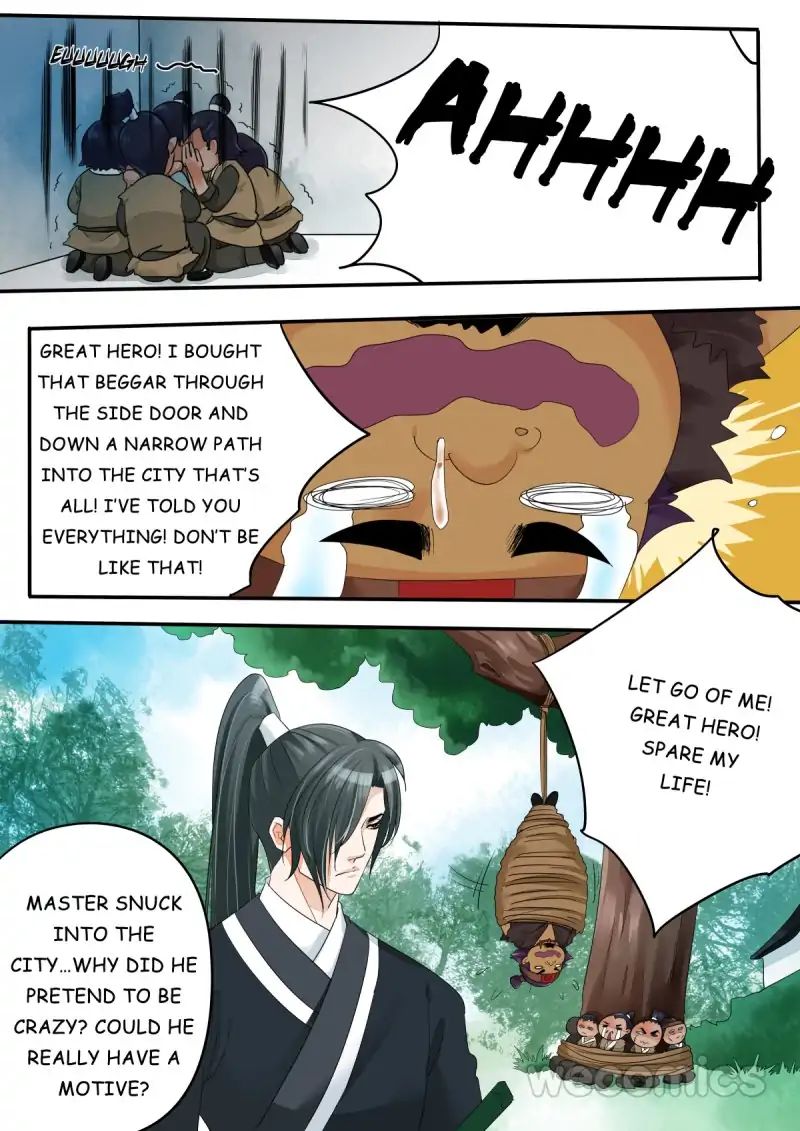 EUUUUUGH
AHHHHH
GREAT HERO! I BOUGHT
THAT BEGGAR THROUGH
THE SIDE DOOR AND
DOWN A NARROW PATH
INTO THE CITY THAT'S
ALL! I'VE TOLD YOU
EVERYTHING! DON'T BE
LIKE THAT!
LET GO OF ME!
GREAT HERO!
SPARE MY
LIFE!
MASTER SNUCK
INTO THE
CITY...WHY DID HE
PRETEND TO BE
CRAZY? COULD HE
REALLY HAVE A
MOTIVE?
wecomics